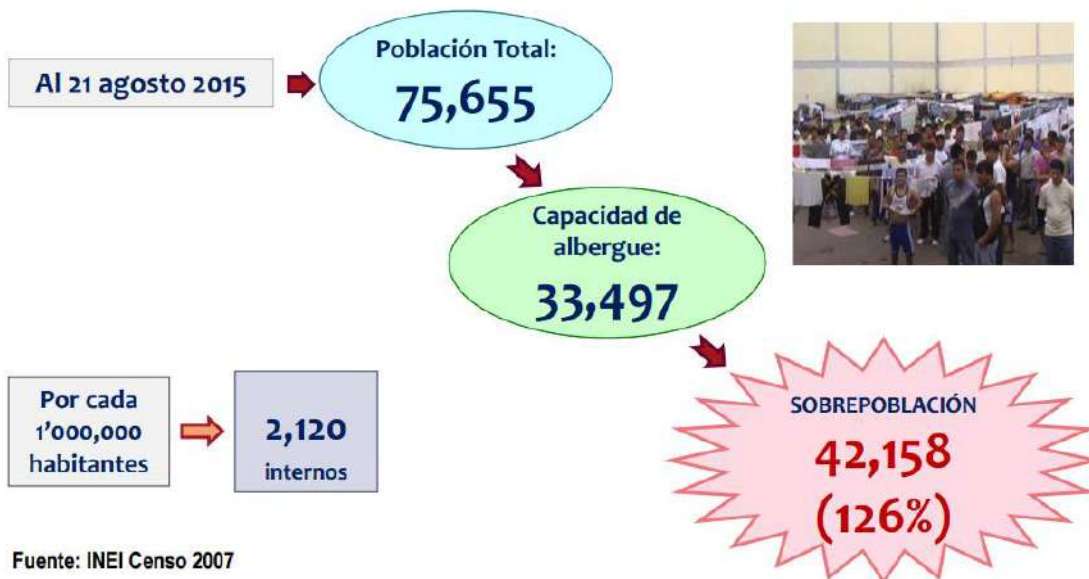 Al 21 agosto 2015
Población Total:
75,655
Capacidad de
albergue:
33,497
SOBREPOBLACIÓN
42,158
(126%)
Por cada
1'000,000
habitantes
2,120
internos
Fuente: INEI Censo 2007